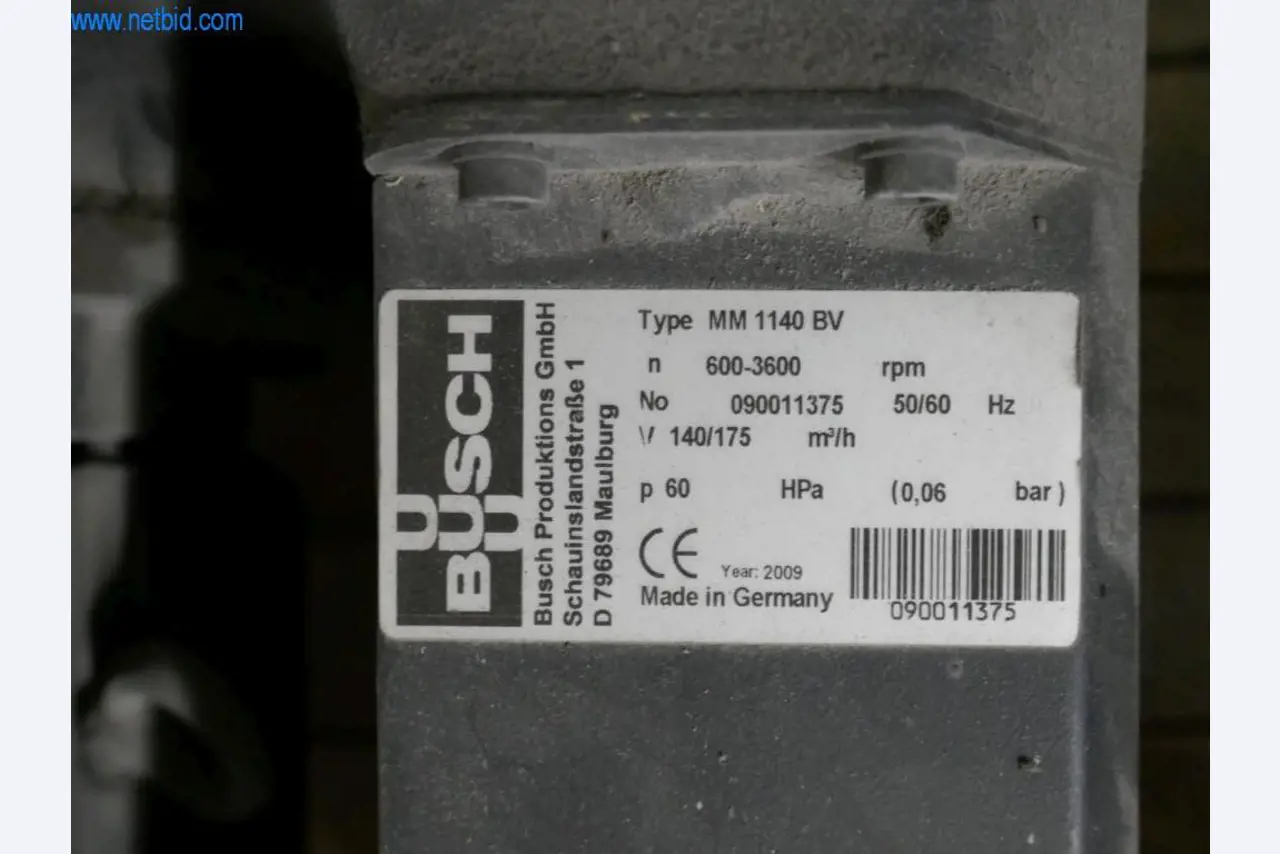 www.netbid.com
BUSCH
Busch Produktions GmbH
Schauinslandstraße 1
D 79689 Maulburg
Type MM 1140 BV
n 600-3600 rpm
No 090011375 50/60 Hz
V 140/175 m³/h
p 60 HPa (0,06 bar)
CE Year: 2009
Made in Germany
090011375